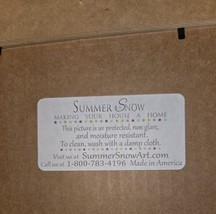 Summer Snow
MAKING YOUR HOUSE A HOME
This picture is uv protected, non glare,
and moisture resistant.
To clean, wash with a damp cloth.
Visit us at SummerSnowArt.com
Call us at 1-800-783-4196 Made in America